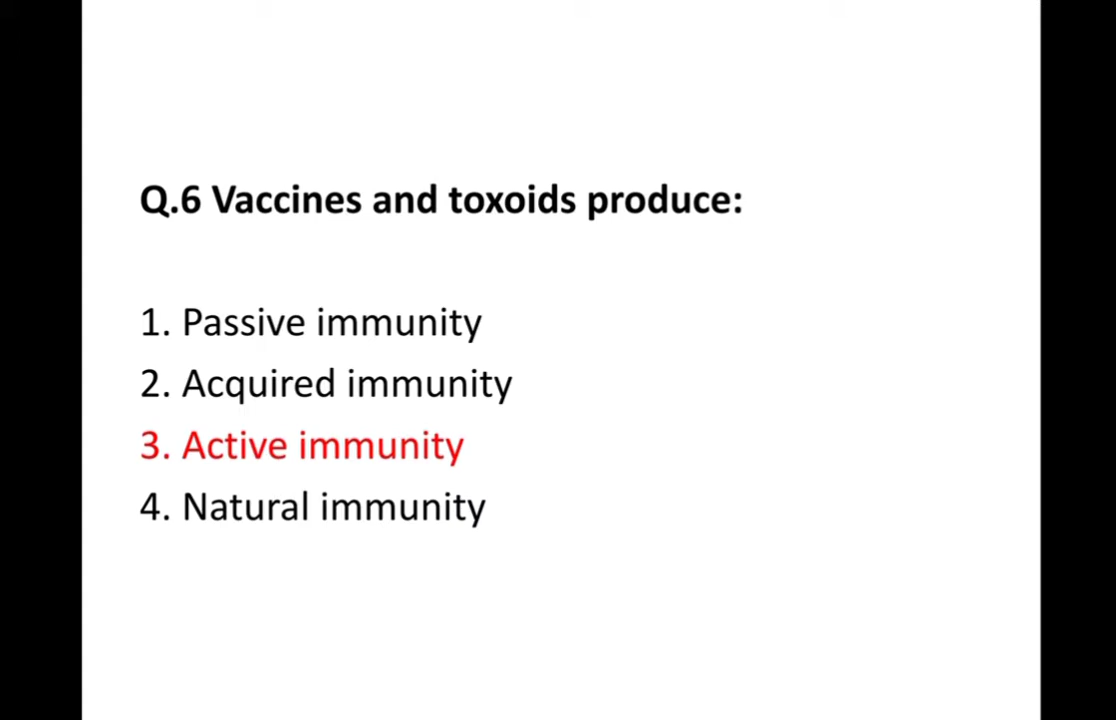 Q.6 Vaccines and toxoids produce:
1. Passive immunity
2. Acquired immunity
3. Active immunity
4. Natural immunity